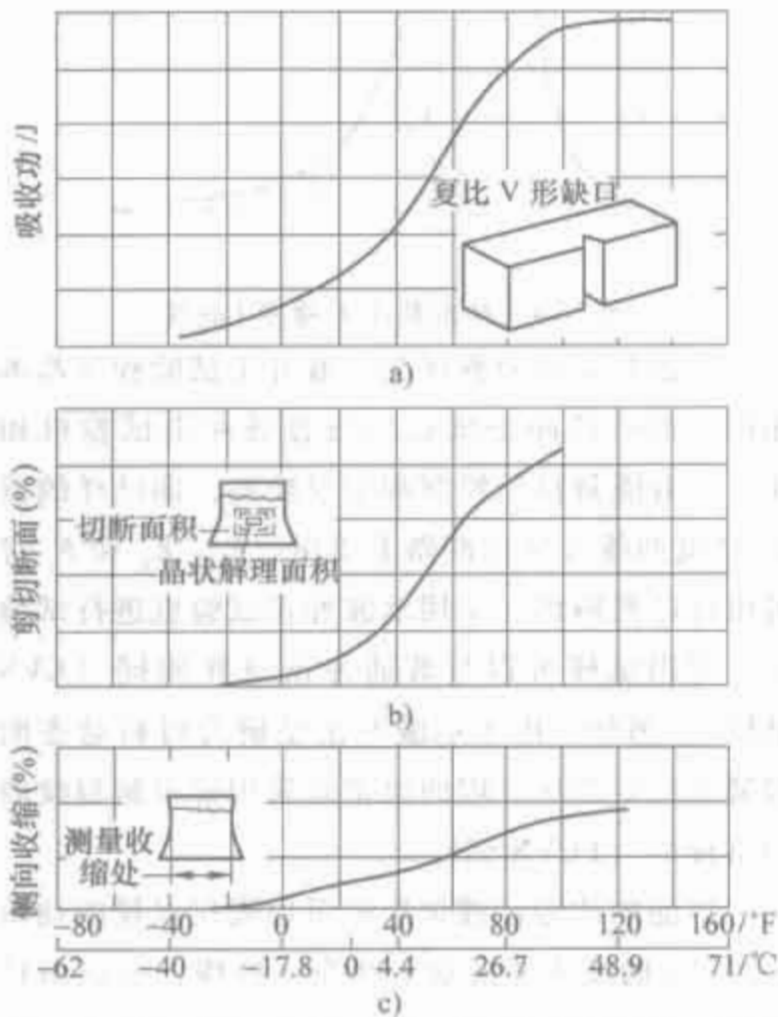 吸收功/J
夏比 V 形缺口
a)
剪切断面(%)
切断面积
晶状解理面积
b)
侧向收缩(%)
测量收
缩处
-80 -40 0 40 80 120 160/°F
-62 -40 -17.8 0 4.4 26.7 48.9 71/°C
c)